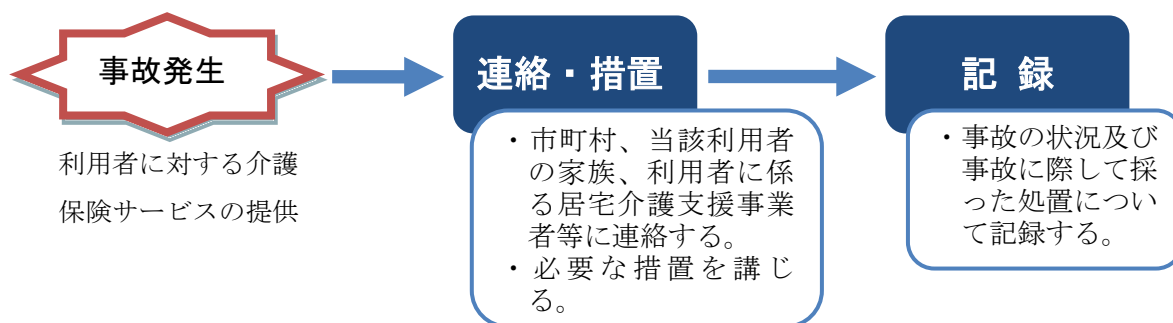 事故発生
利用者に対する介護
保険サービスの提供
連絡・措置
・市町村、当該利用者
の家族、利用者に係
る居宅介護支援事業
者等に連絡する。
・必要な措置を講じ
る。
記 録
・事故の状況及び
事故に際して採
った処置につい
て記録する。